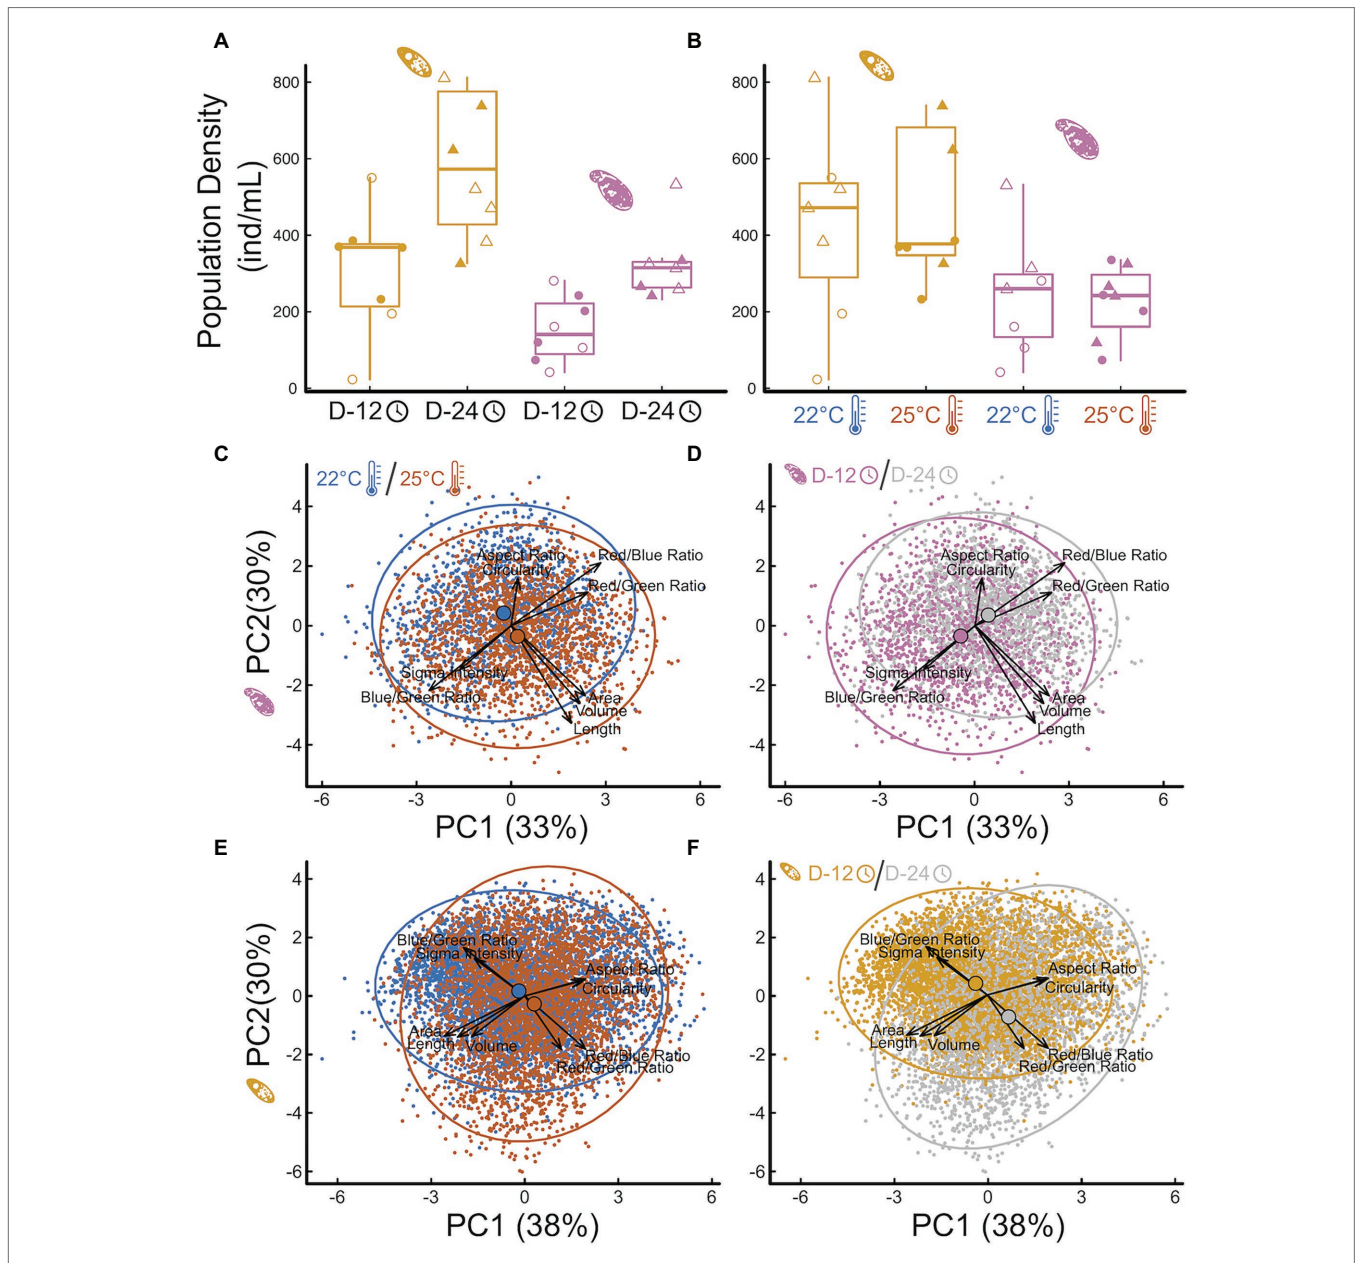 A
B
Population Density
(ind/mL)
800
600
400
200
0
800
600
400
200
0
D-12
D-24
D-12
D-24
22°C
25°C
22°C
25°C
C
D
22°C / 25°C
D-12 / D-24
PC2(30%)
4
2
0
-2
-4
Aspect Ratio
Circularity
Red/Blue Ratio
Red/Green Ratio
Sigma Intensity
Blue/Green Ratio
Area
Volume
Length
-6
-3
0
3
6
PC1 (33%)
4
2
0
-2
-4
Aspect Ratio
Circularity
Red/Blue Ratio
Red/Green Ratio
Sigma Intensity
Blue/Green Ratio
Area
Volume
Length
-6
-3
0
3
6
PC1 (33%)
E
F
D-12 / D-24
PC2(30%)
4
2
0
-2
-4
-6
Blue/Green Ratio
Sigma Intensity
Aspect Ratio
Circularity
Area
Length
Volume
Red/Blue Ratio
Red/Green Ratio
-6
-3
0
3
6
PC1 (38%)
4
2
0
-2
-4
-6
Blue/Green Ratio
Sigma Intensity
Aspect Ratio
Circularity
Area
Length
Volume
Red/Blue Ratio
Red/Green Ratio
-6
-3
0
3
6
PC1 (38%)